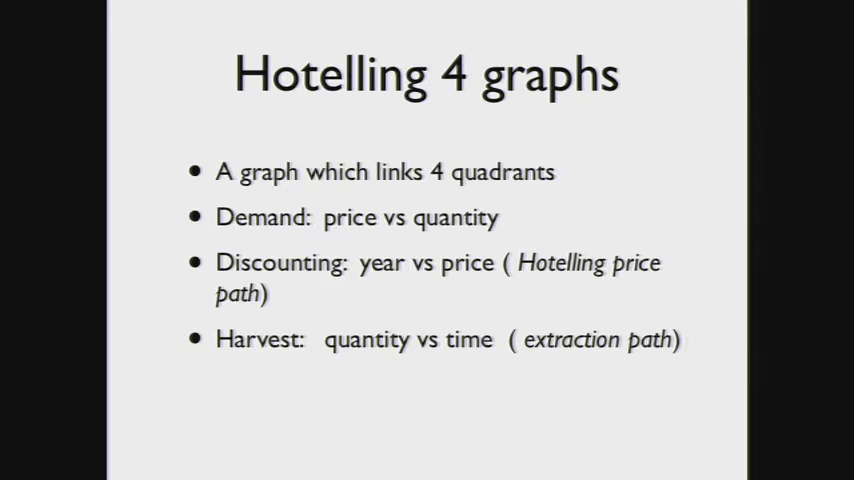 Hotelling 4 graphs
• A graph which links 4 quadrants
• Demand: price vs quantity
• Discounting: year vs price ( Hotelling price
path)
• Harvest: quantity vs time ( extraction path)